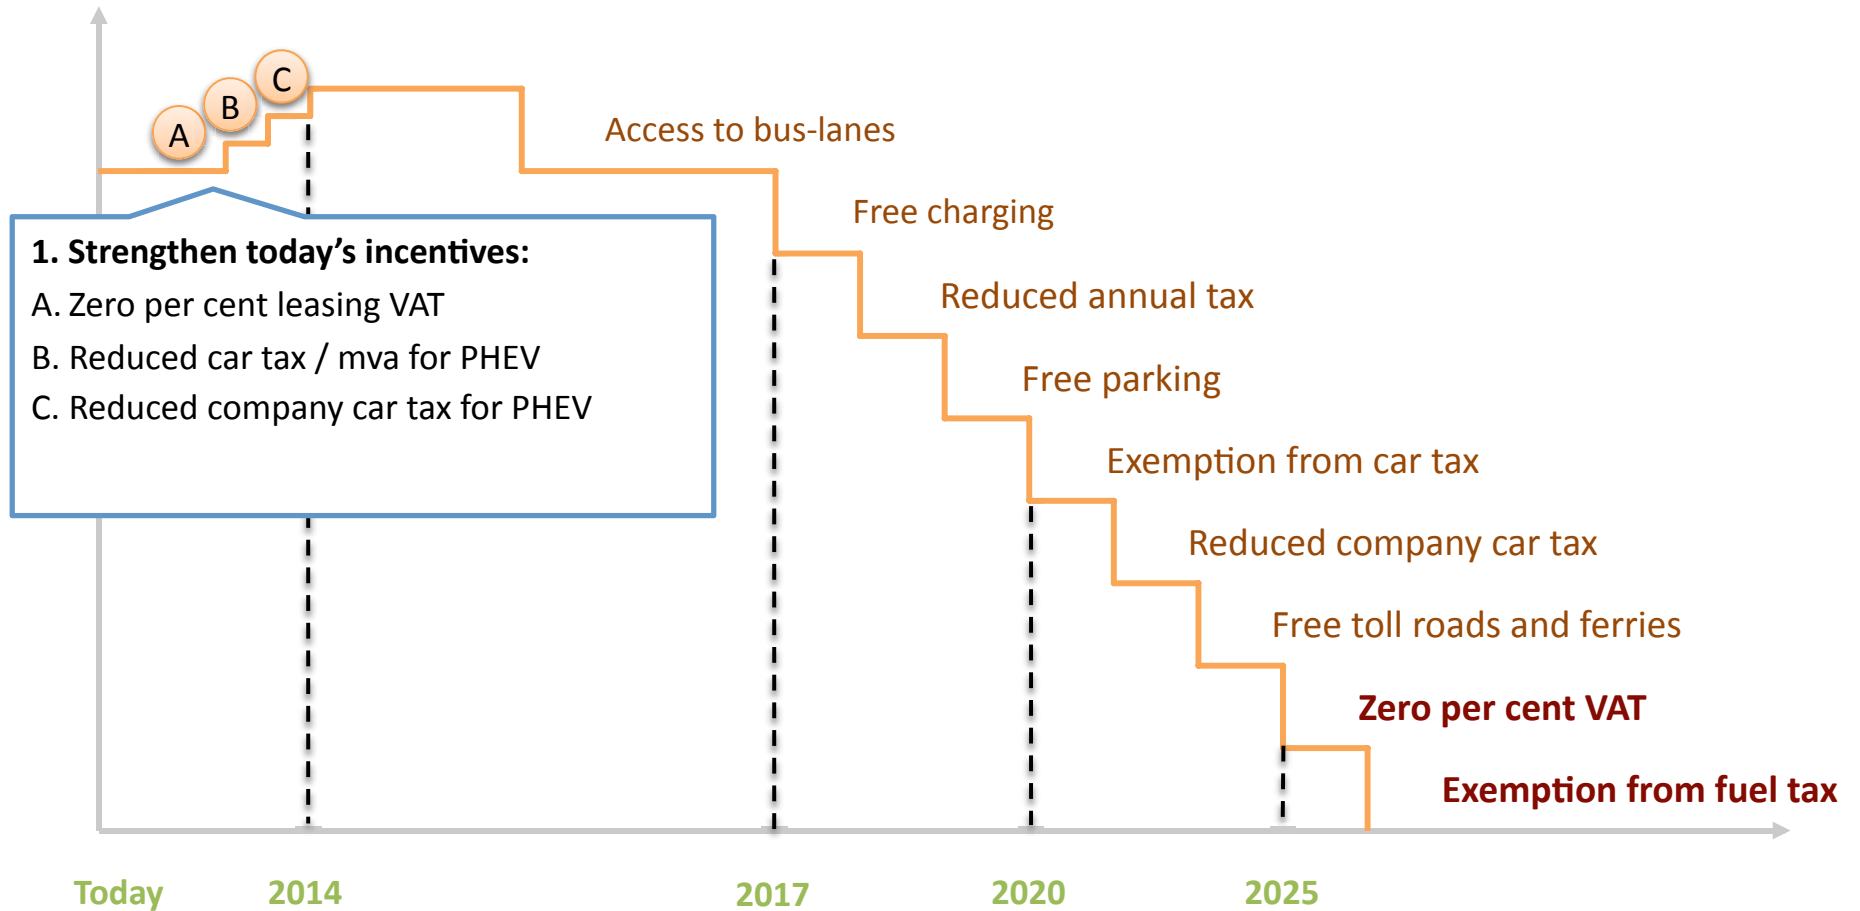 A
B
C
Access to bus-lanes
Free charging
1. Strengthen today's incentives:
A. Zero per cent leasing VAT
B. Reduced car tax / mva for PHEV
C. Reduced company car tax for PHEV
Reduced annual tax
Free parking
Exemption from car tax
Reduced company car tax
Free toll roads and ferries
Zero per cent VAT
Exemption from fuel tax
Today 2014 2017 2020 2025